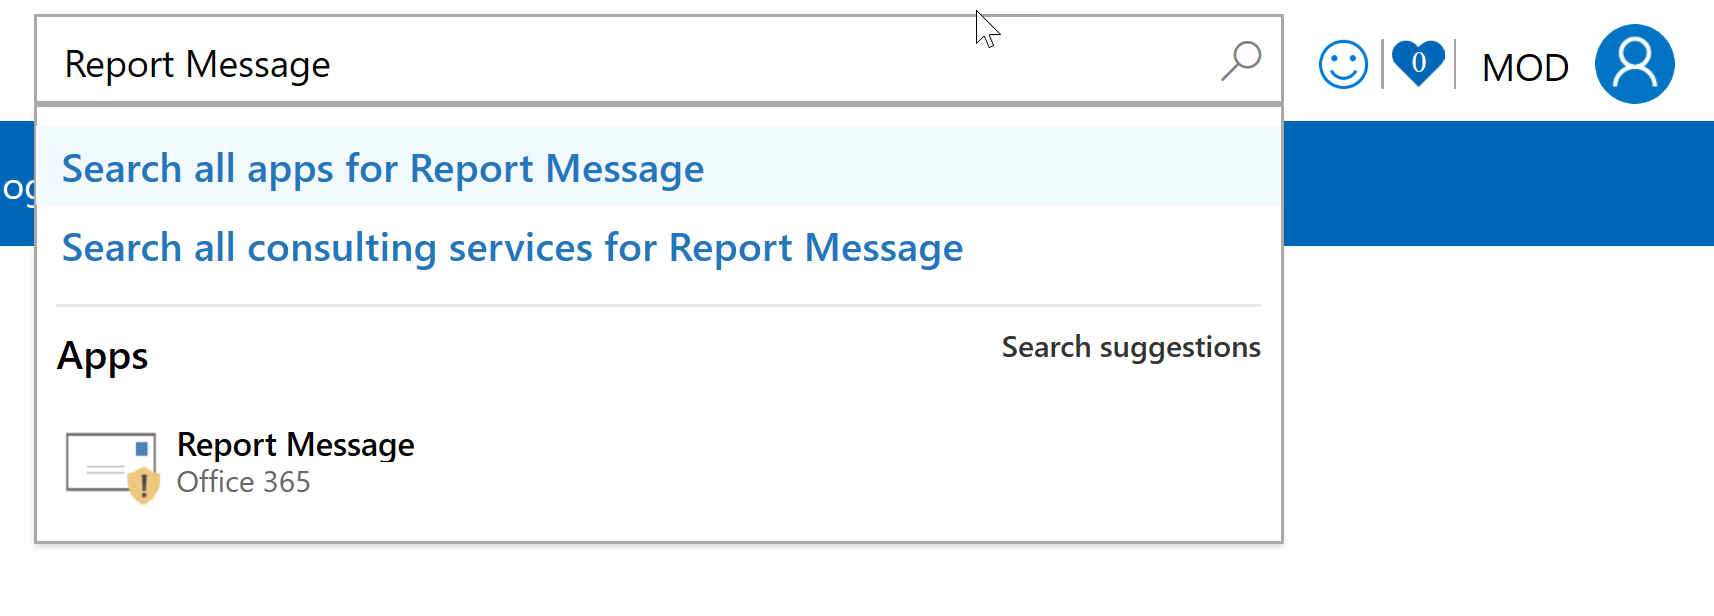 Report Message
0
MOD
Search all apps for Report Message
Search all consulting services for Report Message
Apps
Search suggestions
Report Message
Office 365